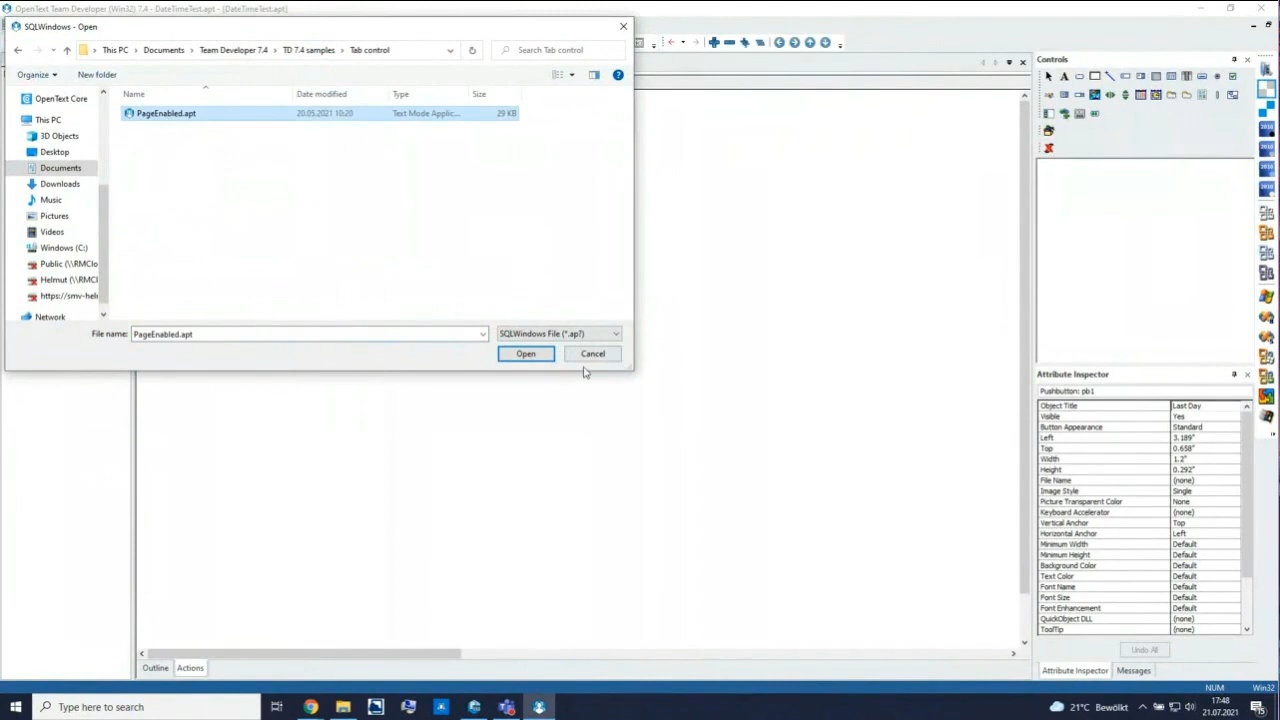 OpenText Team Developer (Win32) 7.4 - DateTimeTest.apt - [DateTimeTest.apt]
SQLWindows - Open
This PC > Documents > Team Developer 7.4 > TD 7.4 samples > Tab control
Search Tab control
Organize
New folder
Name
Date modified
Type
Size
PageEnabled.apt
20.05.2021 10:20
Text Mode Applic...
29 KB
OpenText Core
This PC
3D Objects
Desktop
Documents
Downloads
Music
Pictures
Videos
Windows (C:)
Public (\\RMClo
Helmut (\\RMCl
https://smv-heln
Network
File name:
PageEnabled.apt
SQLWindows File (*.ap?)
Open
Cancel
Controls
2010
2010
2010
2010
Attribute Inspector
Pushbutton: pb1
Object Title Last Day
Visible Yes
Button Appearance Standard
Left 3.189"
Top 0.658"
Width 1.2"
Height 0.292"
File Name (none)
Image Style Single
Picture Transparent Color None
Keyboard Accelerator (none)
Vertical Anchor Top
Horizontal Anchor Left
Minimum Width Default
Minimum Height Default
Background Color Default
Text Color Default
Font Name Default
Font Size Default
Font Enhancement Default
QuickObject DLL (none)
ToolTip (none)
Undo All
Attribute Inspector
Messages
Outline
Actions
NUM
Win32
Type here to search
21°C Bewölkt
17:48
21.07.2021
15